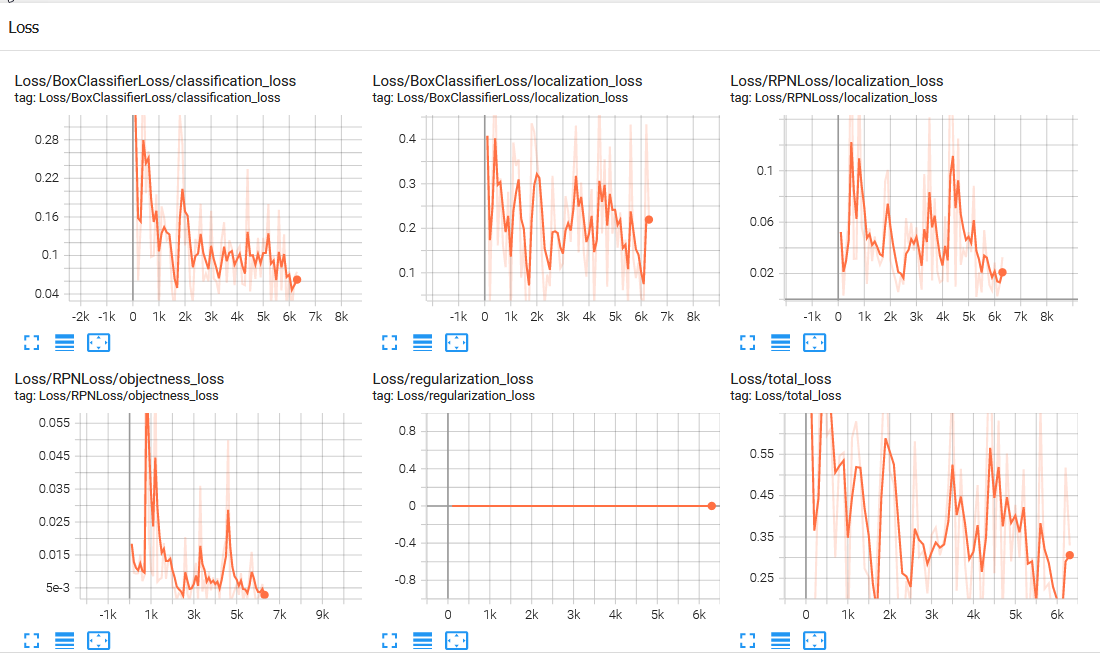 Loss
Loss/BoxClassifierLoss/classification_loss
tag: Loss/BoxClassifierLoss/classification_loss
0.28
0.22
0.16
0.1
0.04
-2k -1k 0 1k 2k 3k 4k 5k 6k 7k 8k
Loss/BoxClassifierLoss/localization_loss
tag: Loss/BoxClassifierLoss/localization_loss
0.4
0.3
0.2
0.1
-1k 0 1k 2k 3k 4k 5k 6k 7k 8k
Loss/RPNLoss/localization_loss
tag: Loss/RPNLoss/localization_loss
0.1
0.06
0.02
-1k 0 1k 2k 3k 4k 5k 6k 7k 8k
Loss/RPNLoss/objectness_loss
tag: Loss/RPNLoss/objectness_loss
0.055
0.045
0.035
0.025
0.015
5e-3
-1k 1k 3k 5k 7k 9k
Loss/regularization_loss
tag: Loss/regularization_loss
0.8
0.4
0
-0.4
-0.8
0 1k 2k 3k 4k 5k 6k
Loss/total_loss
tag: Loss/total_loss
0.55
0.45
0.35
0.25
0 1k 2k 3k 4k 5k 6k